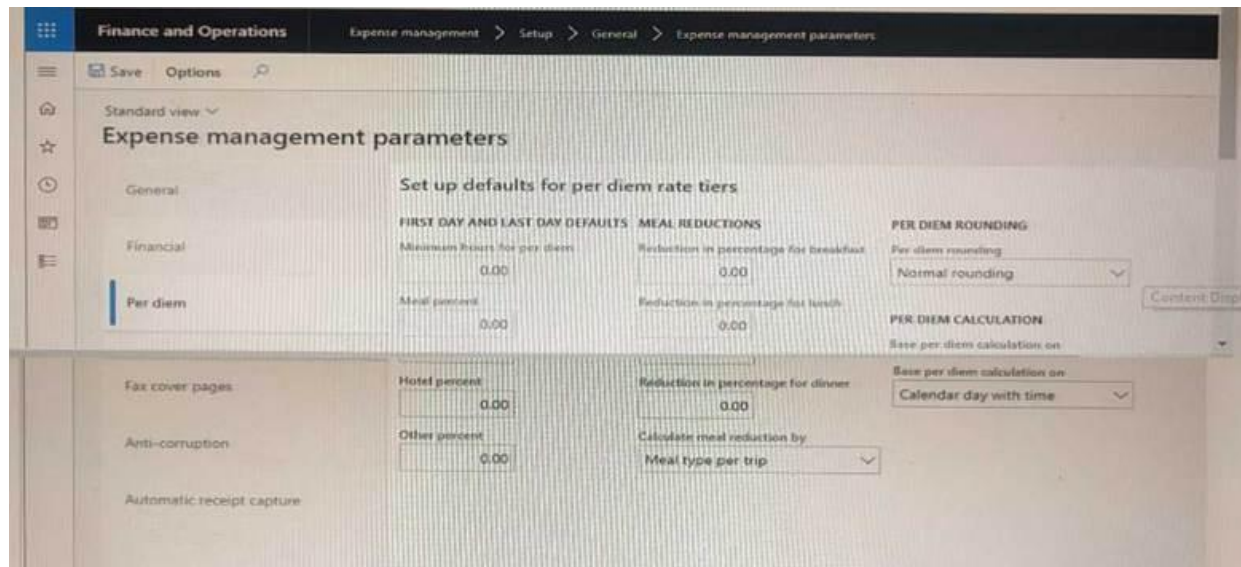 Finance and Operations
Expense management > Setup > General > Expense management parameters
Save Options
Standard view
Expense management parameters
General
Financial
Per diem
Fax cover pages
Anti-corruption
Automatic receipt capture
Set up defaults for per diem rate tiers
FIRST DAY AND LAST DAY DEFAULTS
Minimum hours for per diem
0.00
Meal percent
0.00
Hotel percent
0.00
Other percent
0.00
MEAL REDUCTIONS
Reduction in percentage for breakfast
0.00
Reduction in percentage for lunch
0.00
Reduction in percentage for dinner
0.00
Calculate meal reduction by
Meal type per trip
PER DIEM ROUNDING
Per diem rounding
Normal rounding
PER DIEM CALCULATION
Base per diem calculation on
Base per diem calculation on
Calendar day with time
Content Disp